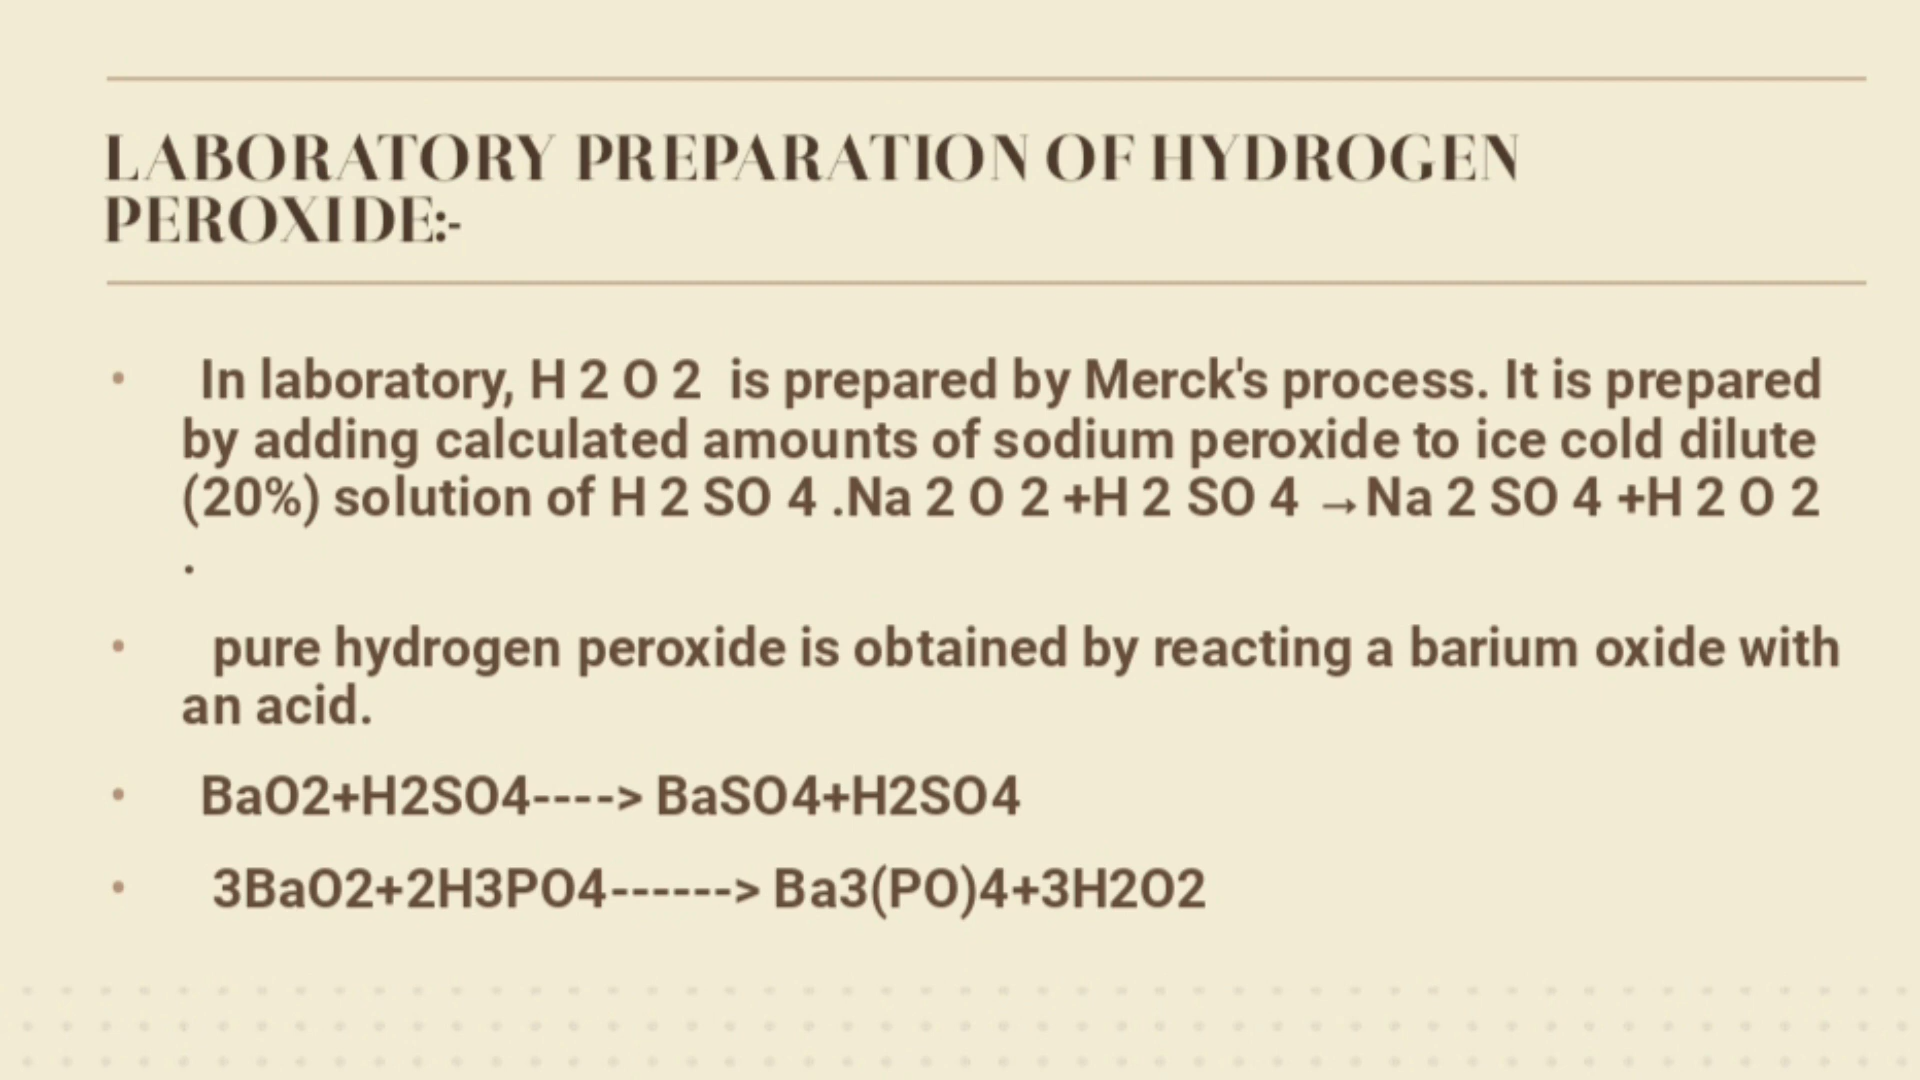 LABORATORY PREPARATION OF HYDROGEN
PEROXIDE:-
• In laboratory, H 2 O 2 is prepared by Merck's process. It is prepared
by adding calculated amounts of sodium peroxide to ice cold dilute
(20%) solution of H 2 SO 4 .Na 2 O 2 +H 2 SO 4 →Na 2 SO 4 +H 2 O 2
.
• pure hydrogen peroxide is obtained by reacting a barium oxide with
an acid.
• BaO2+H2SO4----> BaSO4+H2SO4
• 3BaO2+2H3PO4------> Ba3(PO)4+3H2O2